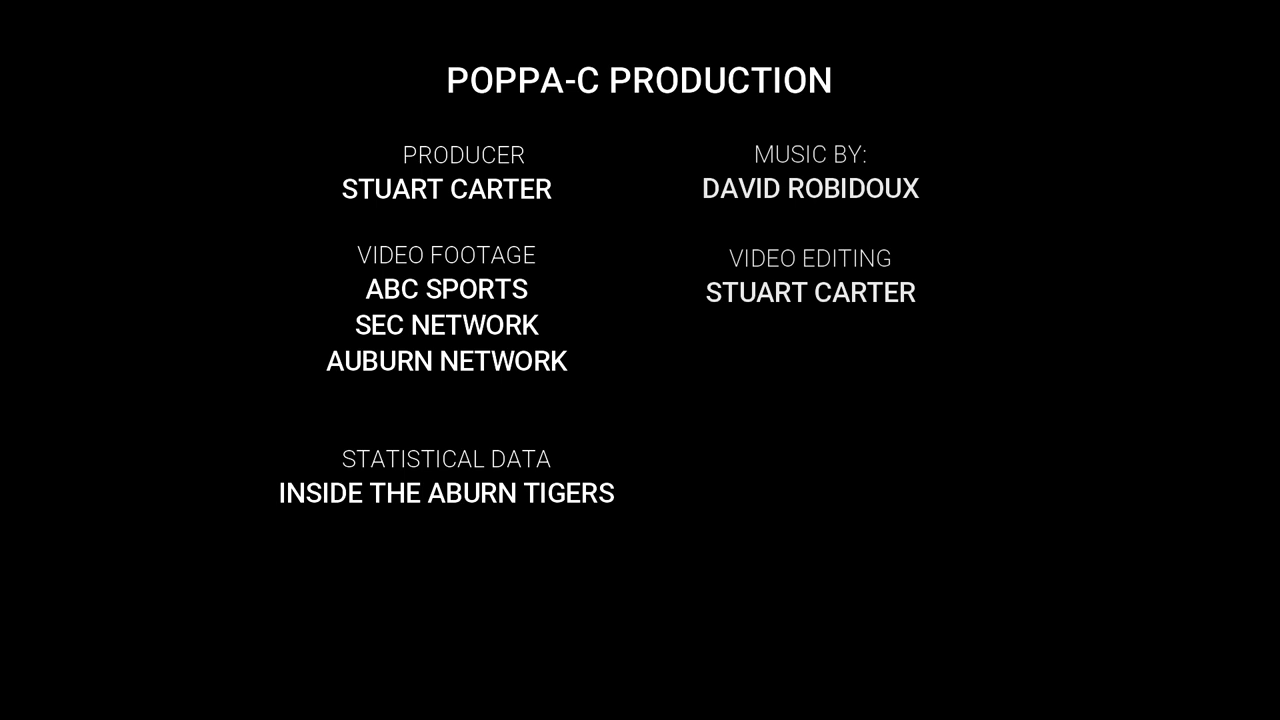 POPPA-C PRODUCTION
PRODUCER
STUART CARTER
VIDEO FOOTAGE
ABC SPORTS
SEC NETWORK
AUBURN NETWORK
STATISTICAL DATA
INSIDE THE ABURN TIGERS
MUSIC BY:
DAVID ROBIDOUX
VIDEO EDITING
STUART CARTER